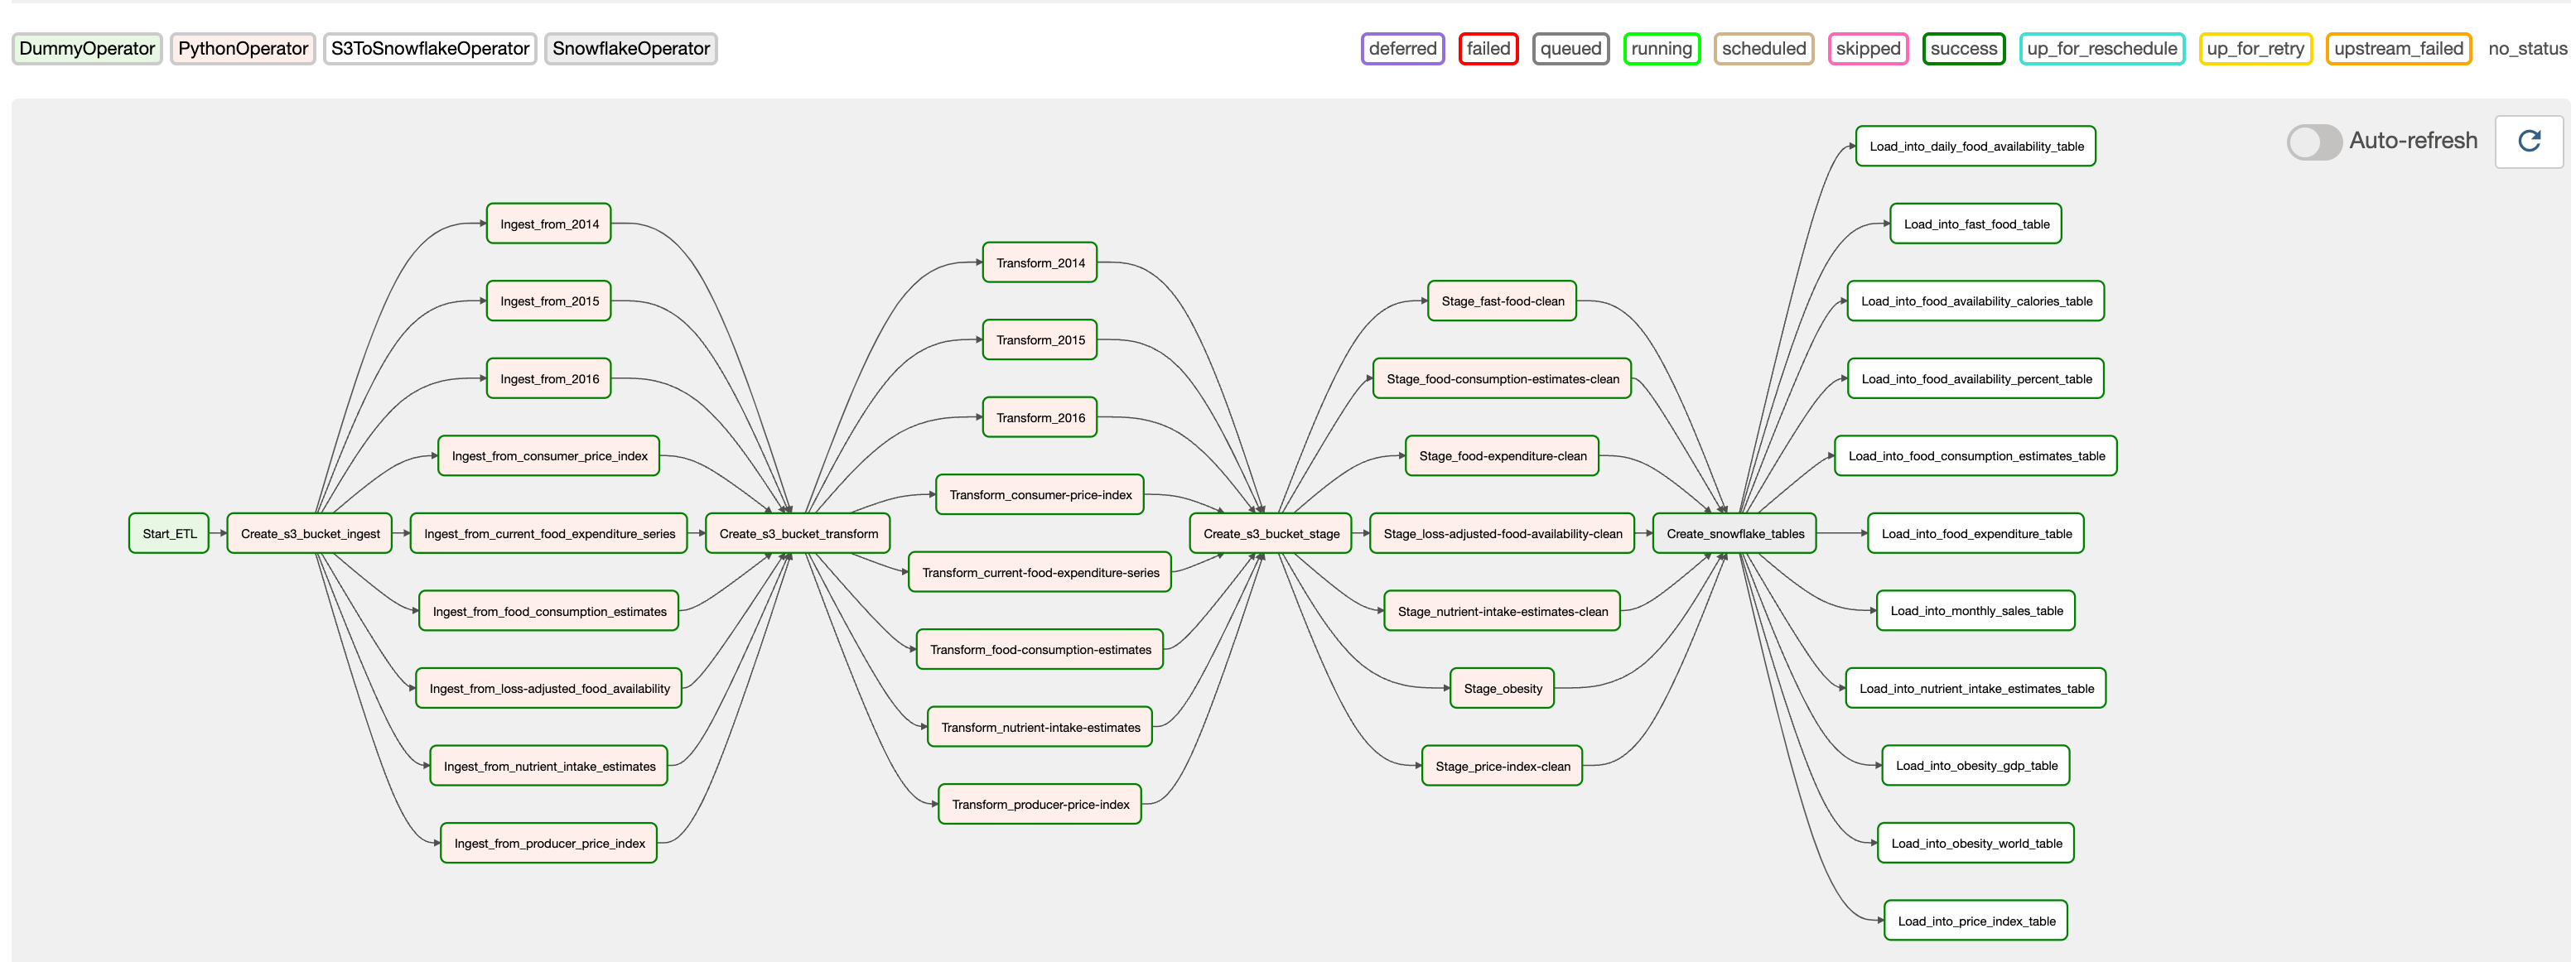 DummyOperator PythonOperator S3ToSnowflakeOperator SnowflakeOperator
deferred failed queued running scheduled skipped success up_for_reschedule up_for_retry upstream_failed no_status
Auto-refresh
Start_ETL
Create_s3_bucket_ingest
Ingest_from_2014
Ingest_from_2015
Ingest_from_2016
Ingest_from_consumer_price_index
Ingest_from_current_food_expenditure_series
Ingest_from_food_consumption_estimates
Ingest_from_loss-adjusted_food_availability
Ingest_from_nutrient_intake_estimates
Ingest_from_producer_price_index
Create_s3_bucket_transform
Transform_2014
Transform_2015
Transform_2016
Transform_consumer-price-index
Transform_current-food-expenditure-series
Transform_food-consumption-estimates
Transform_nutrient-intake-estimates
Transform_producer-price-index
Create_s3_bucket_stage
Stage_fast-food-clean
Stage_food-consumption-estimates-clean
Stage_food-expenditure-clean
Stage_loss-adjusted-food-availability-clean
Stage_nutrient-intake-estimates-clean
Stage_obesity
Stage_price-index-clean
Create_snowflake_tables
Load_into_daily_food_availability_table
Load_into_fast_food_table
Load_into_food_availability_calories_table
Load_into_food_availability_percent_table
Load_into_food_consumption_estimates_table
Load_into_food_expenditure_table
Load_into_monthly_sales_table
Load_into_nutrient_intake_estimates_table
Load_into_obesity_gdp_table
Load_into_obesity_world_table
Load_into_price_index_table